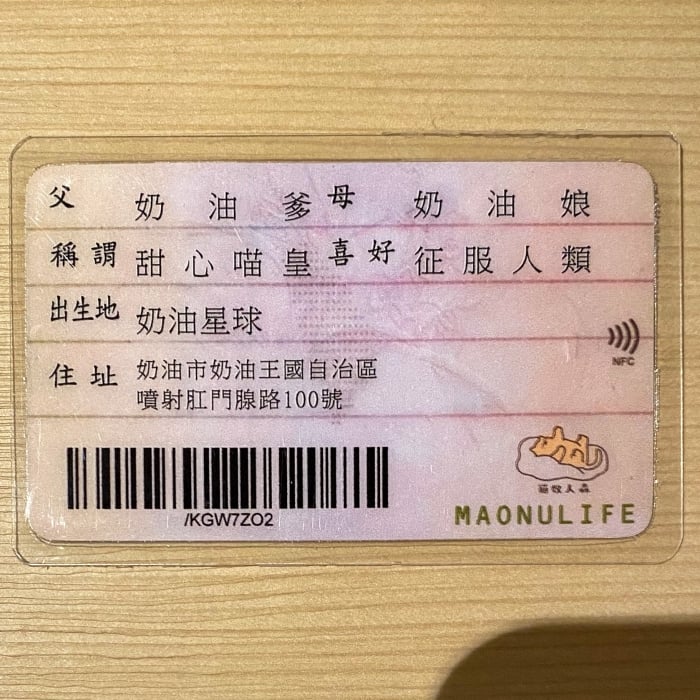 父 奶油爹 母 奶油娘
稱謂 甜心喵皇 喜好 征服人類
出生地 奶油星球
住址 奶油市奶油王國自治區
噴射肛門腺路100號
NFC
/KGW7ZO2
貓奴人森
MAONULIFE